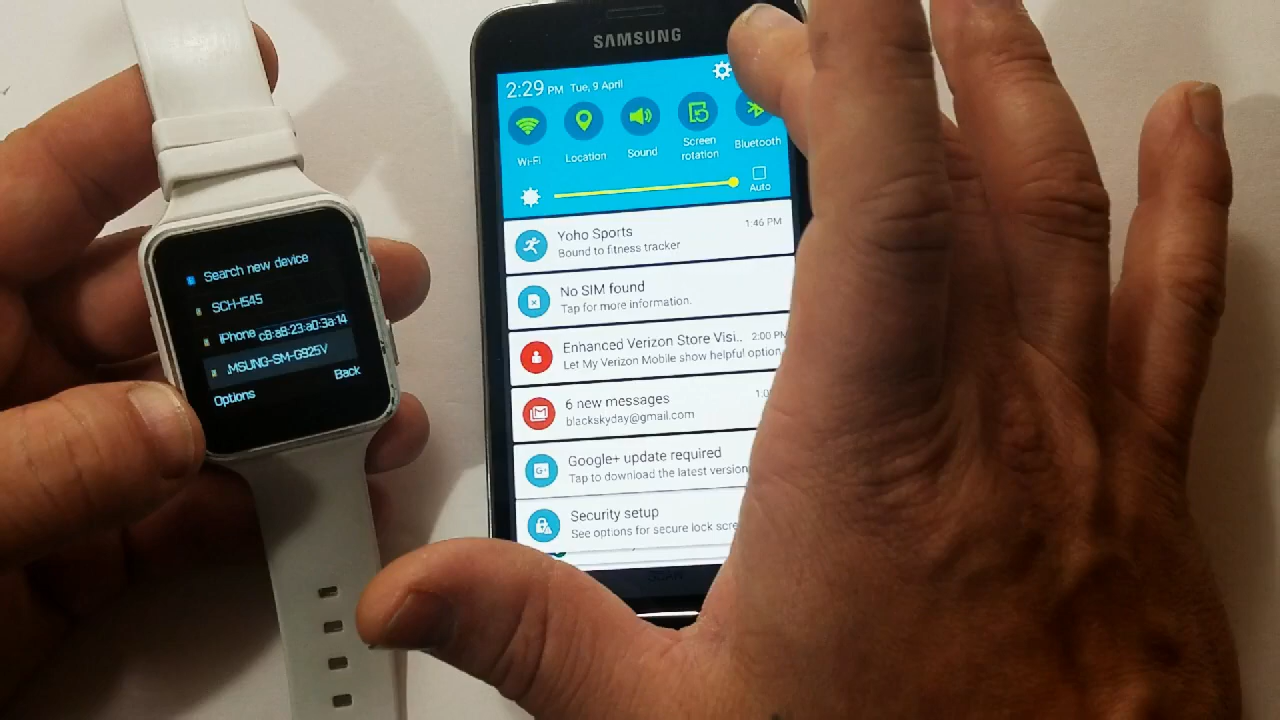 Search new device
SCH-I545
iPhone c8:a8:23:a0:3a:14
.MSUNG-SM-G925V
Options
Back
SAMSUNG
2:29 PM Tue, 9 April
Wi-Fi
Location
Sound
Screen rotation
Bluetooth
Auto
Yoho Sports 1:46 PM
Bound to fitness tracker
No SIM found
Tap for more information.
Enhanced Verizon Store Visi.. 2:00 PM
Let My Verizon Mobile show helpful option
6 new messages
blackskyday@gmail.com
Google+ update required
Tap to download the latest version
Security setup
See options for secure lock scre